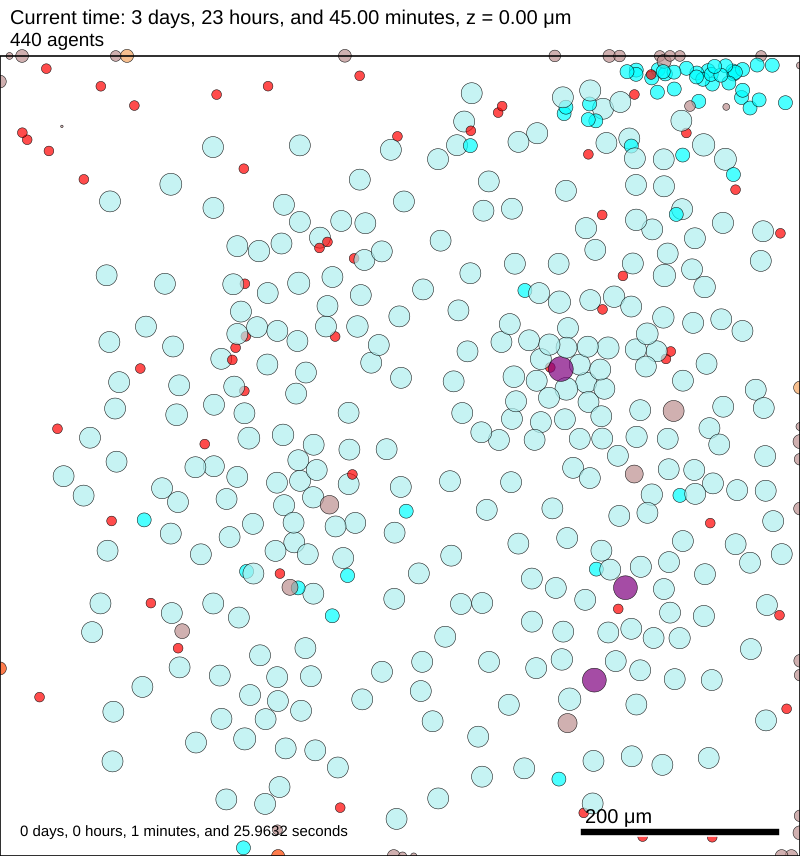 Current time: 3 days, 23 hours, and 45.00 minutes, z = 0.00 μm
440 agents
200 μm
0 days, 0 hours, 1 minutes, and 25.9632 seconds